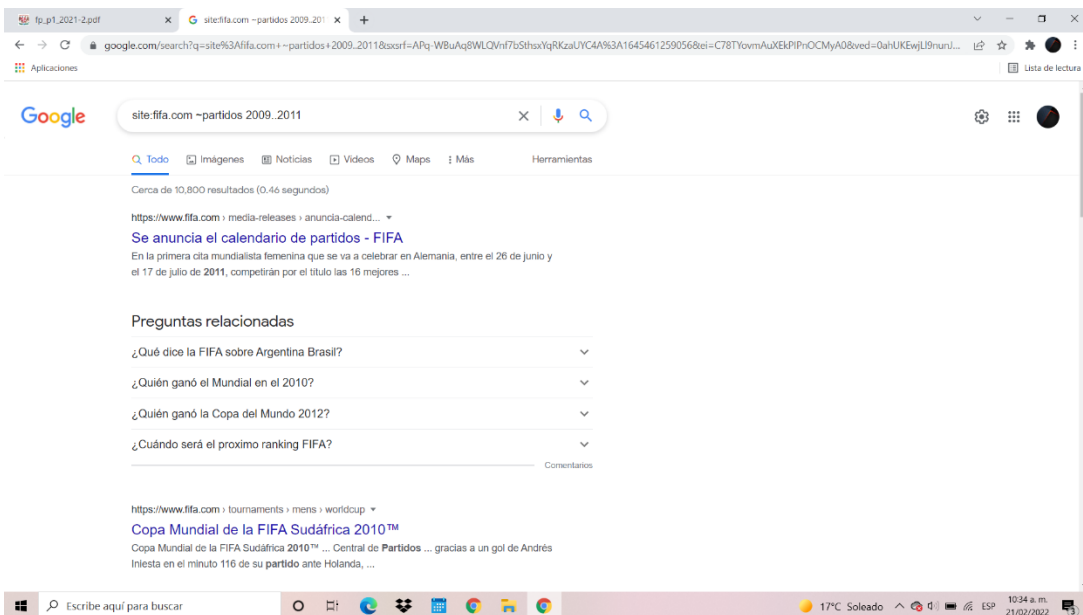 fp_p1_2021-2.pdf
site:fifa.com ~partidos 2009..201
google.com/search?q=site%3Afifa.com+~partidos+2009..2011&sxsrf=APq-WBuAq8WLQVnf7bSthsxYqRKzaUYC4A%3A1645461259056&ei=C78TYovmAuXEkPIPnOCMyA0&ved=0ahUKEwjLl9nunJ...
Aplicaciones
Lista de lectura
Google
site:fifa.com ~partidos 2009..2011
Todo Imágenes Noticias Videos Maps Más Herramientas
Cerca de 10,800 resultados (0.46 segundos)
https://www.fifa.com › media-releases › anuncia-calend...
Se anuncia el calendario de partidos - FIFA
En la primera cita mundialista femenina que se va a celebrar en Alemania, entre el 26 de junio y
el 17 de julio de 2011, competirán por el título las 16 mejores ...
Preguntas relacionadas
¿Qué dice la FIFA sobre Argentina Brasil?
¿Quién ganó el Mundial en el 2010?
¿Quién ganó la Copa del Mundo 2012?
¿Cuándo será el proximo ranking FIFA?
Comentarios
https://www.fifa.com › tournaments › mens › worldcup
Copa Mundial de la FIFA Sudáfrica 2010™
Copa Mundial de la FIFA Sudáfrica 2010™ ... Central de Partidos ... gracias a un gol de Andrés
Iniesta en el minuto 116 de su partido ante Holanda, ...
Escribe aquí para buscar
17°C Soleado
ESP
10:34 a. m.
21/02/2022